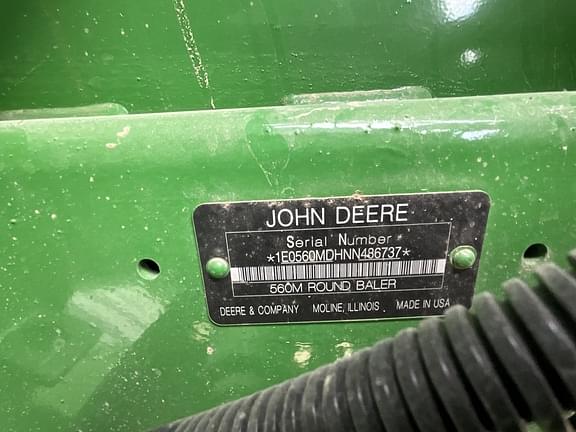 JOHN DEERE
Serial Number
*1E0560MDHNN486737*
560M ROUND BALER
DEERE & COMPANY MOLINE, ILLINOIS MADE IN USA